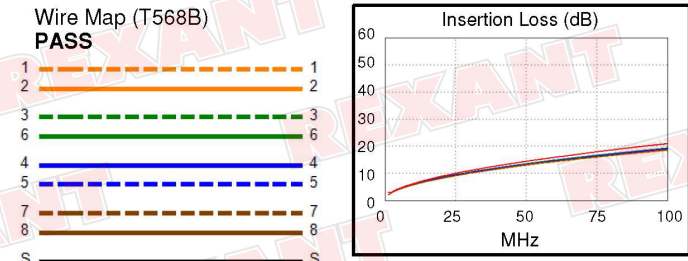 Wire Map (T568B)
PASS
1 1
2 2
3 3
6 6
4 4
5 5
7 7
8 8
S S
Insertion Loss (dB)
60
50
40
30
20
10
0
0 25 50 75 100
MHz
REXANT
REXANT
REXANT